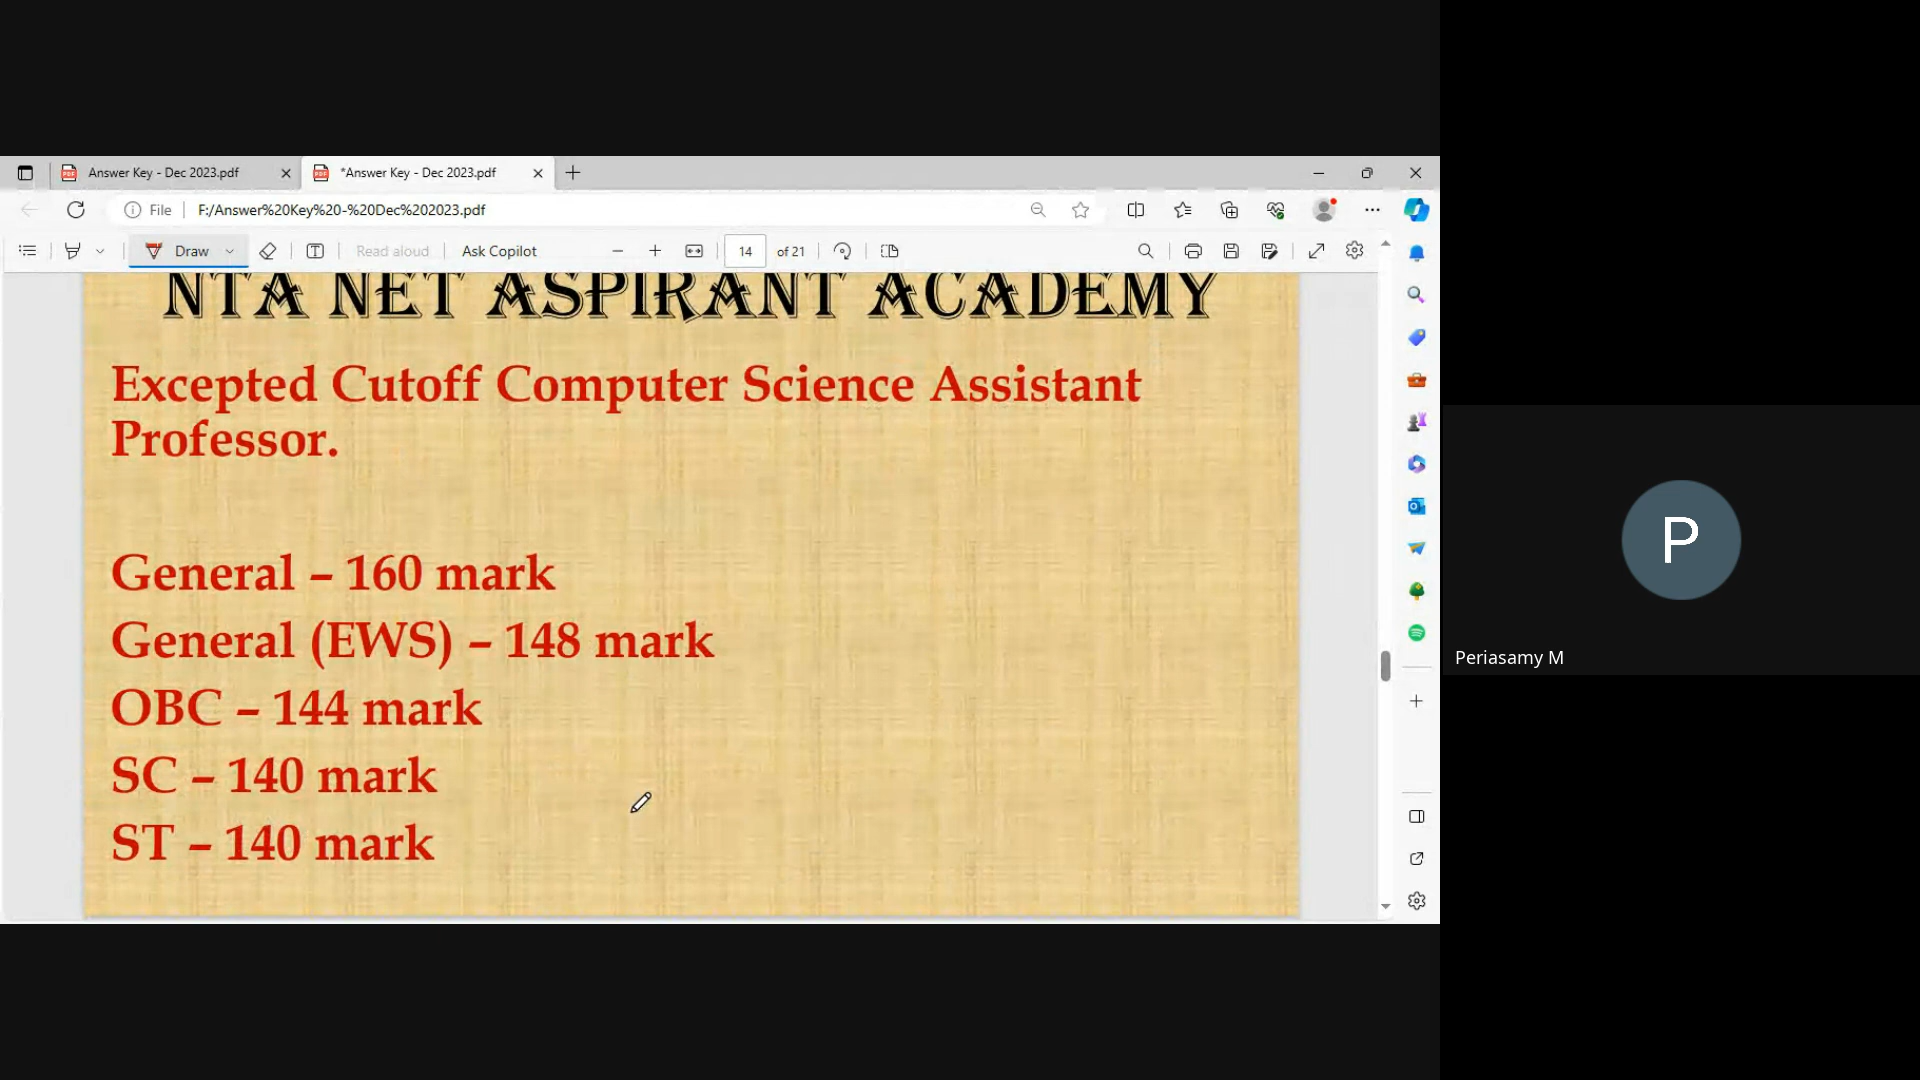 Answer Key - Dec 2023.pdf
*Answer Key - Dec 2023.pdf
File
F:/Answer%20Key%20-%20Dec%202023.pdf
Draw
Read aloud
Ask Copilot
14 of 21
NTA NET ASPIRANT ACADEMY
Excepted Cutoff Computer Science Assistant
Professor.
General – 160 mark
General (EWS) – 148 mark
OBC – 144 mark
SC – 140 mark
ST – 140 mark
P
Periasamy M